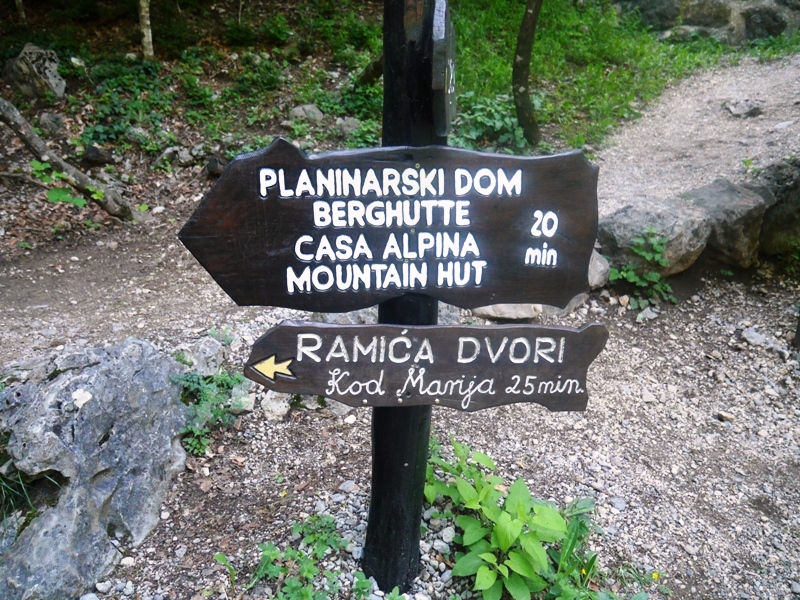 PLANINARSKI DOM
BERGHUTTE
CASA ALPINA
MOUNTAIN HUT
20
min
RAMIĆA DVORI
Kod Marija 25 min.